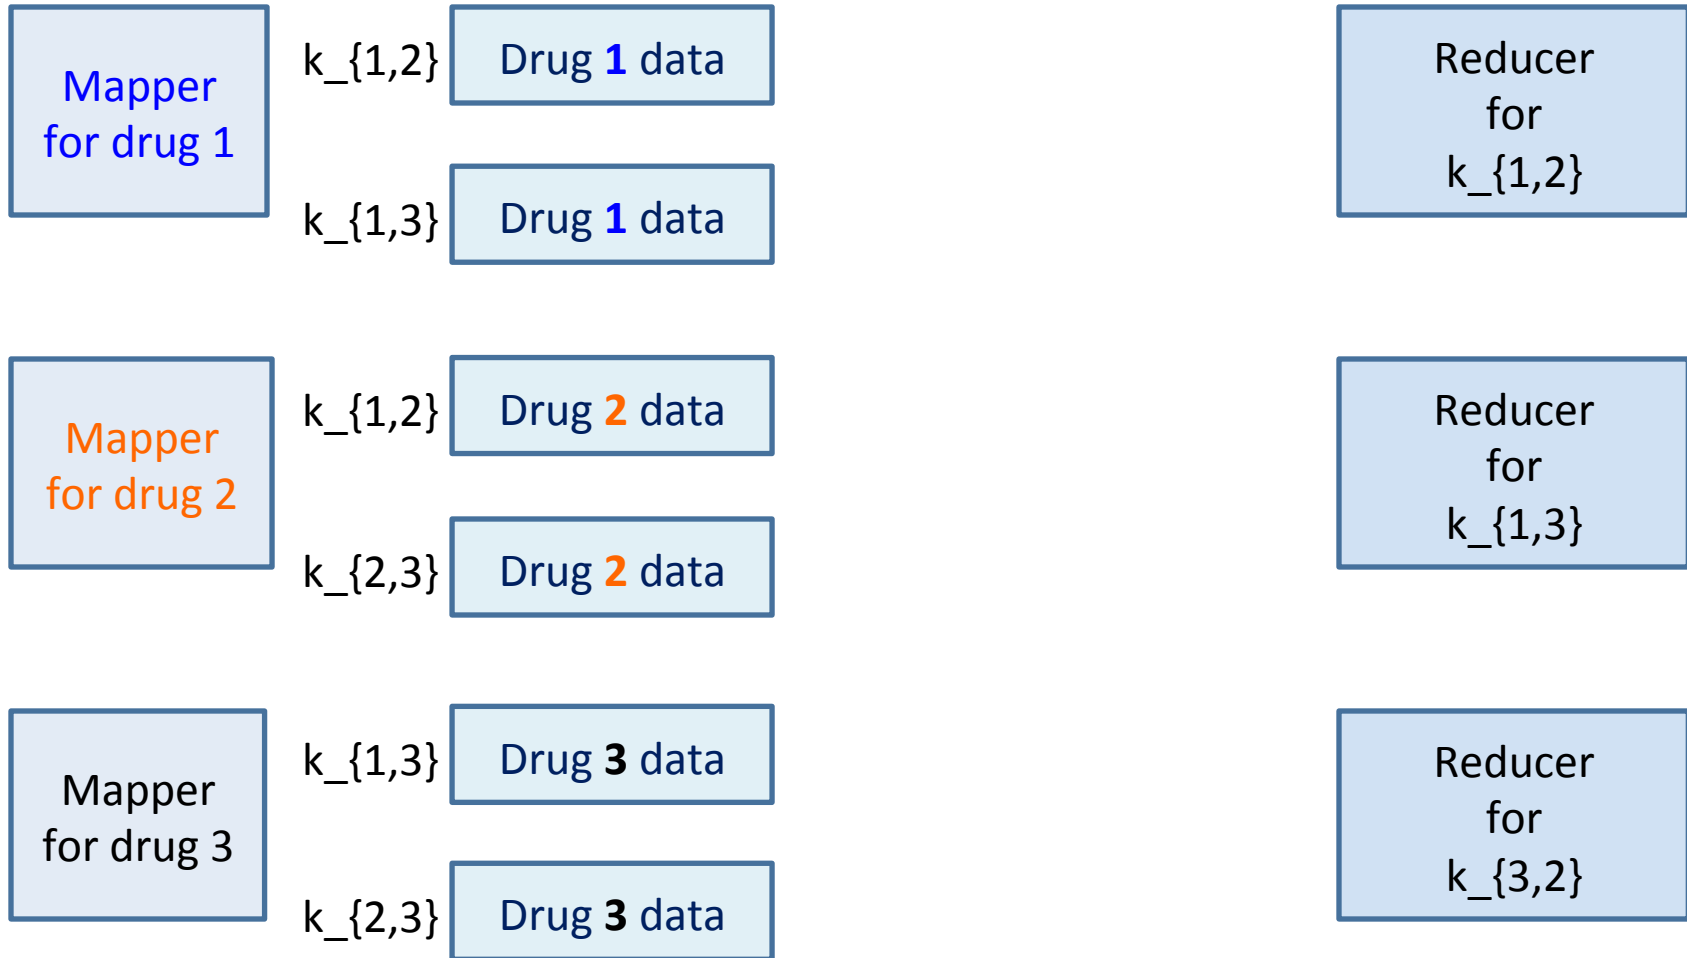 Mapper
for drug 1
k_{1,2}
Drug 1 data
k_{1,3}
Drug 1 data
Reducer
for
k_{1,2}
Mapper
for drug 2
k_{1,2}
Drug 2 data
k_{2,3}
Drug 2 data
Reducer
for
k_{1,3}
Mapper
for drug 3
k_{1,3}
Drug 3 data
k_{2,3}
Drug 3 data
Reducer
for
k_{3,2}